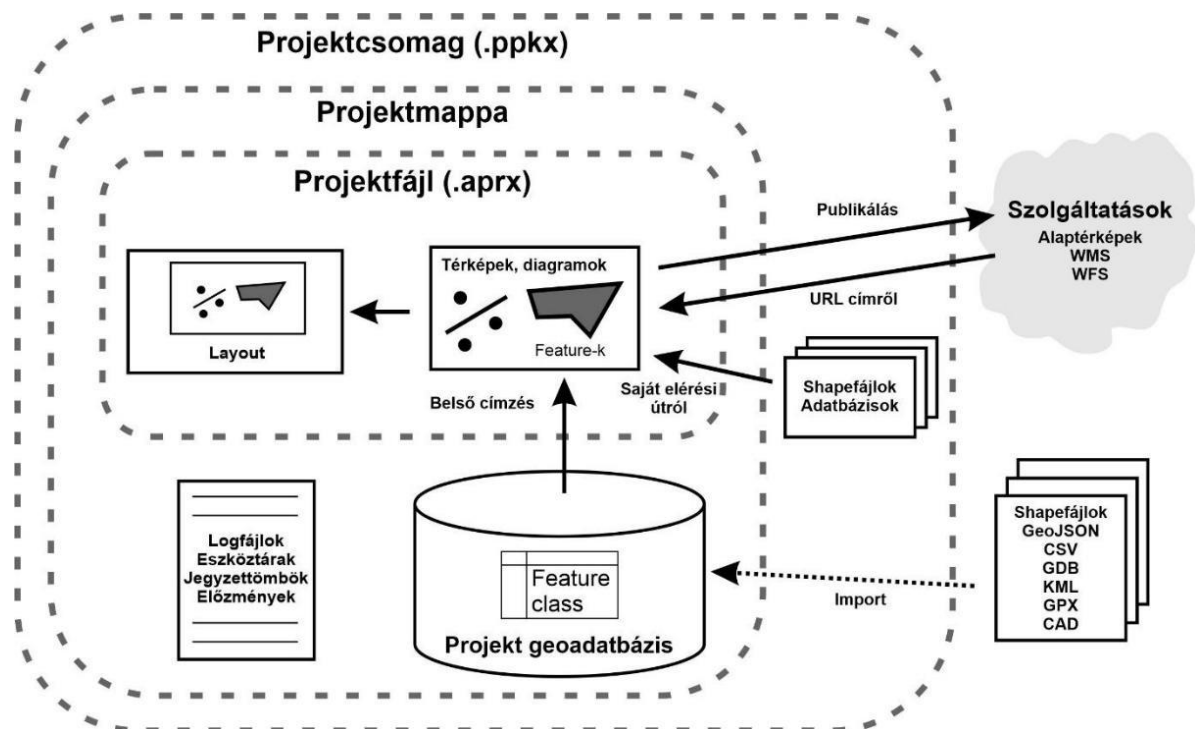 Projektcsomag (.ppkx)
Projektmappa
Projektfájl (.aprx)
Térképek, diagramok
Feature-k
Layout
Publikálás
URL címről
Szolgáltatások
Alaptérképek
WMS
WFS
Belső címzés
Saját elérési
útról
Shapefájlok
Adatbázisok
Logfájlok
Eszköztárak
Jegyzettömbök
Előzmények
Feature
class
Projekt geoadatbázis
Import
Shapefájlok
GeoJSON
CSV
GDB
KML
GPX
CAD